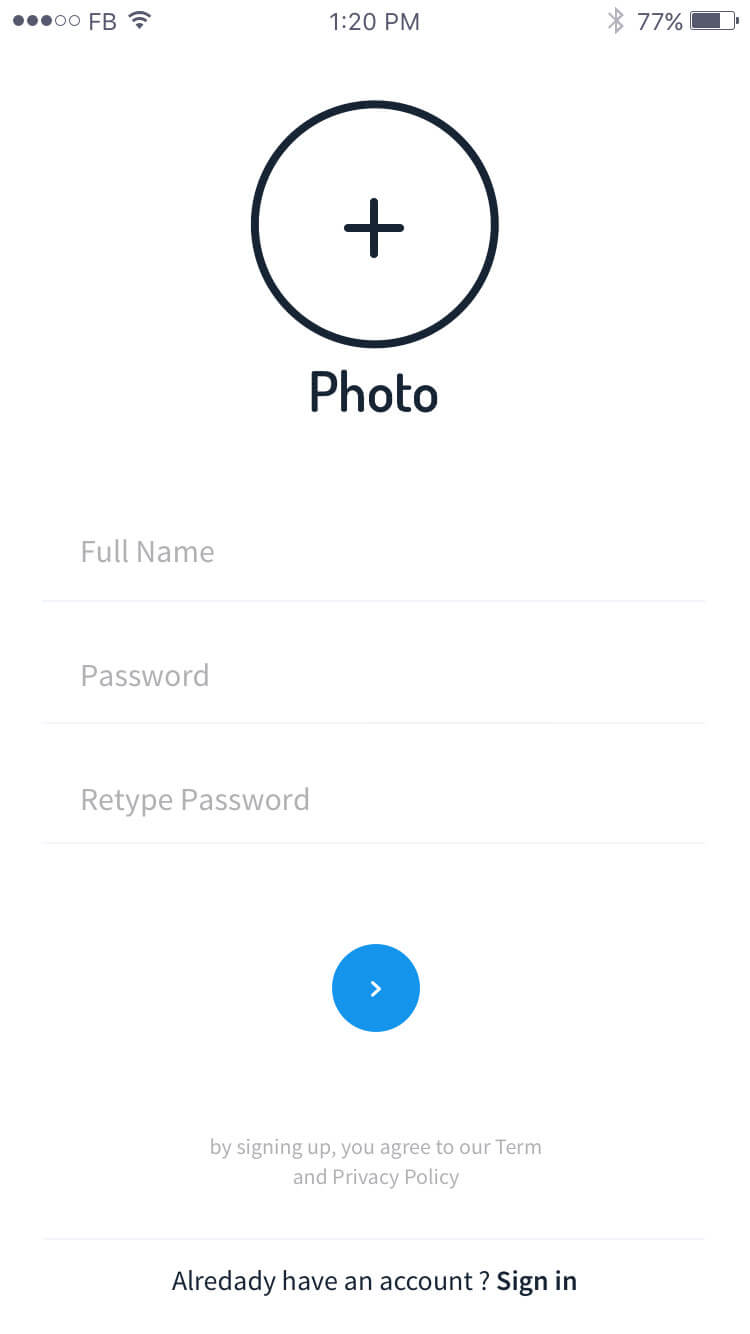 FB 1:20 PM 77%
Photo
Full Name
Password
Retype Password
by signing up, you agree to our Term
and Privacy Policy
Alredady have an account ? Sign in